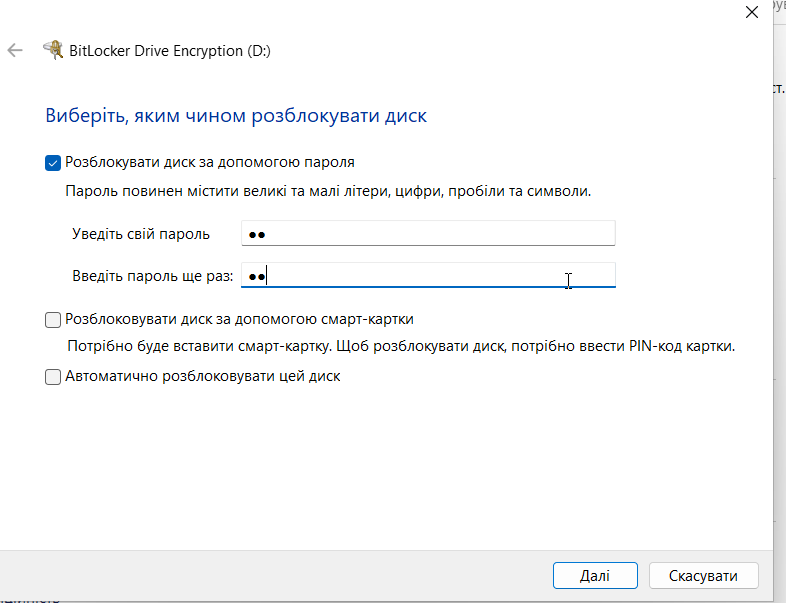 BitLocker Drive Encryption (D:)
Виберіть, яким чином розблокувати диск
Розблокувати диск за допомогою пароля
Пароль повинен містити великі та малі літери, цифри, пробіли та символи.
Уведіть свій пароль ●●
Введіть пароль ще раз: ●●
Розблоковувати диск за допомогою смарт-картки
Потрібно буде вставити смарт-картку. Щоб розблокувати диск, потрібно ввести PIN-код картки.
Автоматично розблоковувати цей диск
Далі Скасувати